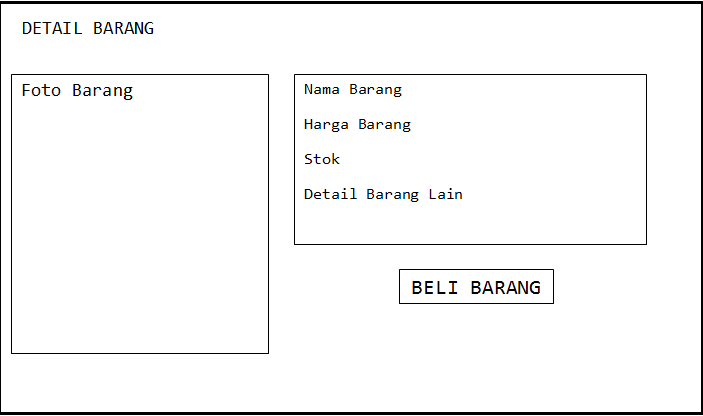 DETAIL BARANG
Foto Barang
Nama Barang
Harga Barang
Stok
Detail Barang Lain
BELI BARANG